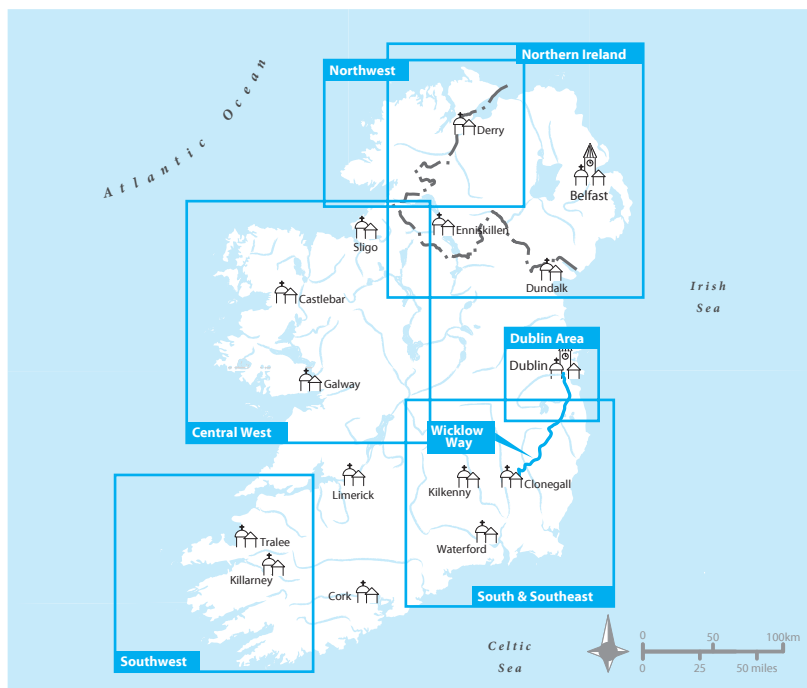 Northern Ireland
Northwest
Atlantic Ocean
Derry
Belfast
Enniskillen
Sligo
Dundalk
Irish
Sea
Castlebar
Dublin Area
Dublin
Galway
Central West
Wicklow
Way
Limerick
Kilkenny
Clonegall
Tralee
Waterford
Killarney
Cork
South & Southeast
Southwest
Celtic
Sea
0 50 100km
0 25 50 miles